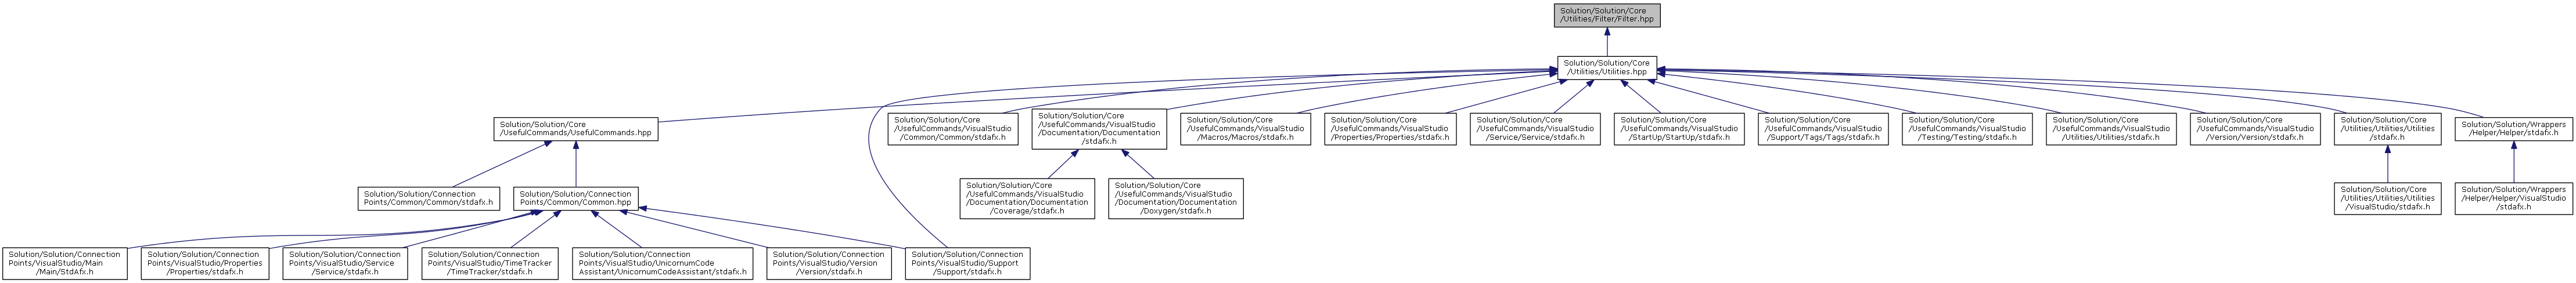 Solution/Solution/Core
/Utilities/Filter/Filter.hpp
Solution/Solution/Core
/Utilities/Utilities.hpp
Solution/Solution/Core
/UsefulCommands/UsefulCommands.hpp
Solution/Solution/Core
/UsefulCommands/VisualStudio
/Common/Common/stdafx.h
Solution/Solution/Core
/UsefulCommands/VisualStudio
/Documentation/Documentation
/stdafx.h
Solution/Solution/Core
/UsefulCommands/VisualStudio
/Macros/Macros/stdafx.h
Solution/Solution/Core
/UsefulCommands/VisualStudio
/Properties/Properties/stdafx.h
Solution/Solution/Core
/UsefulCommands/VisualStudio
/Service/Service/stdafx.h
Solution/Solution/Core
/UsefulCommands/VisualStudio
/StartUp/StartUp/stdafx.h
Solution/Solution/Core
/UsefulCommands/VisualStudio
/Support/Tags/Tags/stdafx.h
Solution/Solution/Core
/UsefulCommands/VisualStudio
/Testing/Testing/stdafx.h
Solution/Solution/Core
/UsefulCommands/VisualStudio
/Utilities/Utilities/stdafx.h
Solution/Solution/Core
/UsefulCommands/VisualStudio
/Version/Version/stdafx.h
Solution/Solution/Core
/Utilities/Utilities/Utilities
/stdafx.h
Solution/Solution/Wrappers
/Helper/Helper/stdafx.h
Solution/Solution/Connection
Points/Common/Common/stdafx.h
Solution/Solution/Connection
Points/Common/Common.hpp
Solution/Solution/Core
/UsefulCommands/VisualStudio
/Documentation/Documentation
/Coverage/stdafx.h
Solution/Solution/Core
/UsefulCommands/VisualStudio
/Documentation/Documentation
/Doxygen/stdafx.h
Solution/Solution/Core
/Utilities/Utilities/Utilities
/VisualStudio/stdafx.h
Solution/Solution/Wrappers
/Helper/Helper/VisualStudio
/stdafx.h
Solution/Solution/Connection
Points/VisualStudio/Main
/Main/StdAfx.h
Solution/Solution/Connection
Points/VisualStudio/Properties
/Properties/stdafx.h
Solution/Solution/Connection
Points/VisualStudio/Service
/Service/stdafx.h
Solution/Solution/Connection
Points/VisualStudio/TimeTracker
/TimeTracker/stdafx.h
Solution/Solution/Connection
Points/VisualStudio/UnicornumCode
Assistant/UnicornumCodeAssistant/stdafx.h
Solution/Solution/Connection
Points/VisualStudio/Version
/Version/stdafx.h
Solution/Solution/Connection
Points/VisualStudio/Support
/Support/stdafx.h